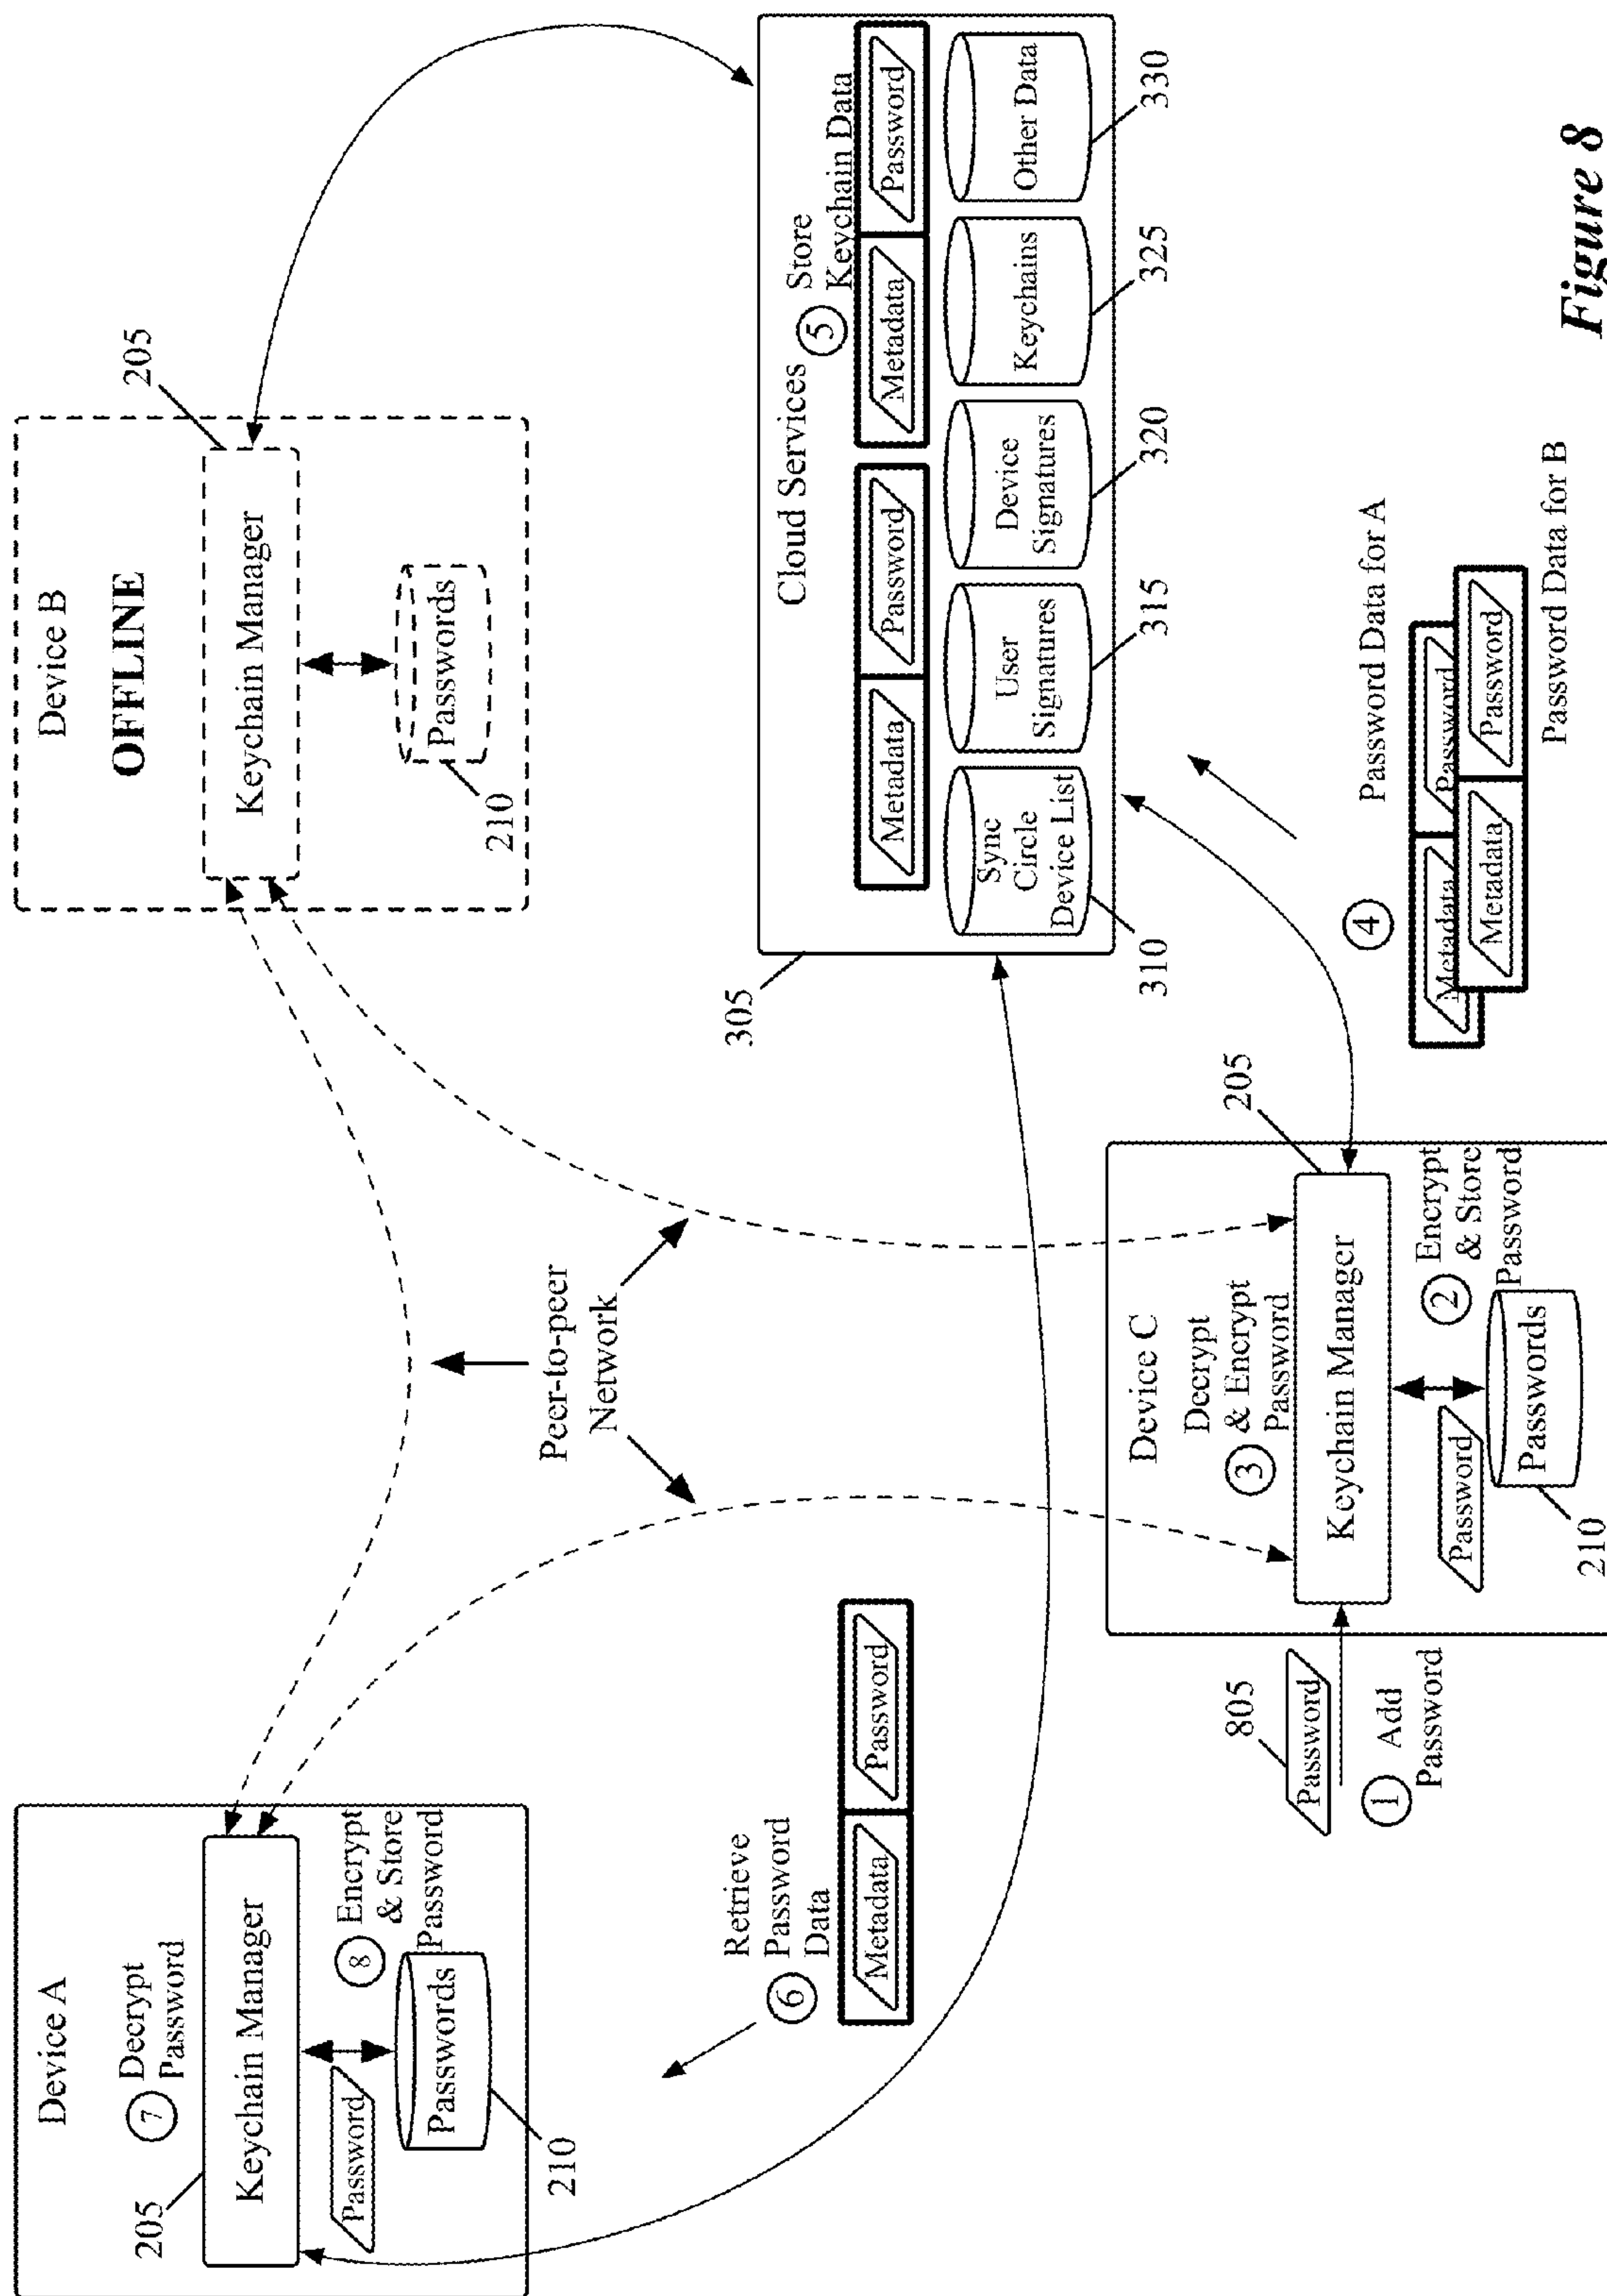 Device A
7 Decrypt
Password
205
Keychain Manager
Password
8 Encrypt
& Store
Password
Passwords
210
Device B
OFFLINE
205
Keychain Manager
Passwords
210
Peer-to-peer
Network
Retrieve
6 Password
Data
Metadata Password
305
Cloud Services
5 Store
Keychain Data
Metadata Password
Metadata Password
Sync
Circle
Device List
User
Signatures
Device
Signatures
Keychains
Other Data
310
315
320
325
330
805
Password
1 Add
Password
Device C
Decrypt
3 & Encrypt
Password
205
Keychain Manager
2 Encrypt
& Store
Password
Password
Passwords
210
4
Password Data for A
Metadata Password
Metadata Password
Password Data for B
Figure 8